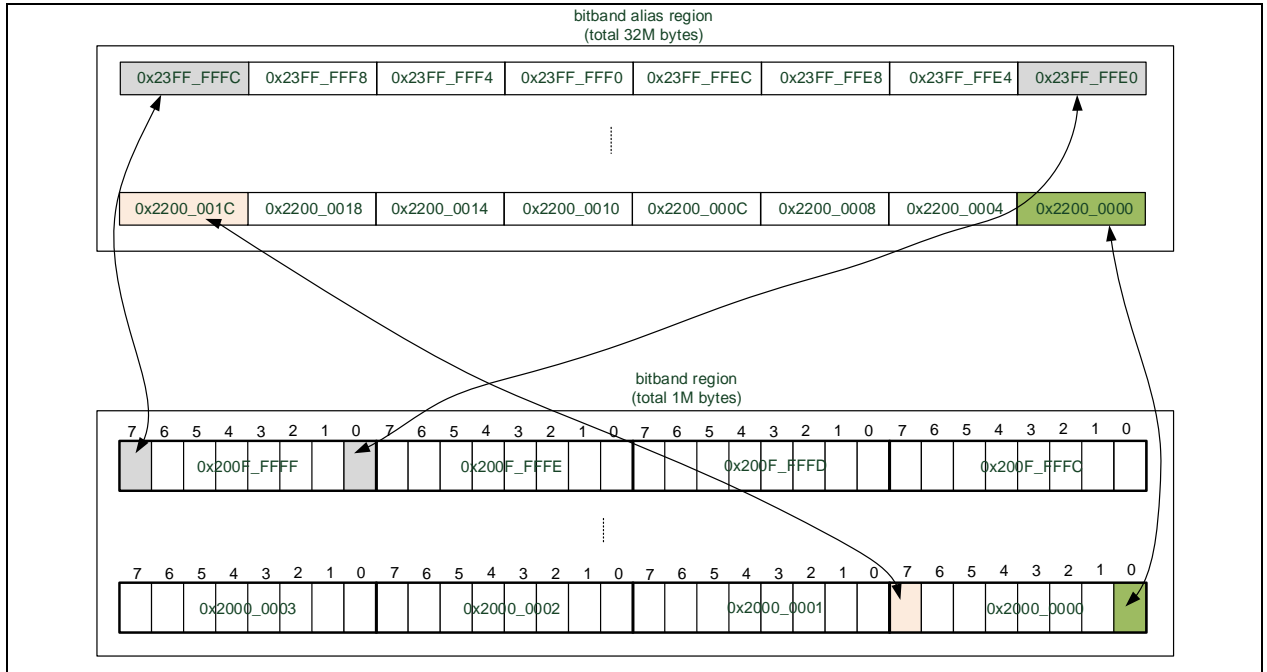 bitband alias region
(total 32M bytes)
0x23FF_FFFC 0x23FF_FFF8 0x23FF_FFF4 0x23FF_FFF0 0x23FF_FFEC 0x23FF_FFE8 0x23FF_FFE4 0x23FF_FFE0
0x2200_001C 0x2200_0018 0x2200_0014 0x2200_0010 0x2200_000C 0x2200_0008 0x2200_0004 0x2200_0000
bitband region
(total 1M bytes)
7 6 5 4 3 2 1 0 7 6 5 4 3 2 1 0 7 6 5 4 3 2 1 0 7 6 5 4 3 2 1 0
0x200F_FFFF 0x200F_FFFE 0x200F_FFFD 0x200F_FFFC
7 6 5 4 3 2 1 0 7 6 5 4 3 2 1 0 7 6 5 4 3 2 1 0 7 6 5 4 3 2 1 0
0x2000_0003 0x2000_0002 0x2000_0001 0x2000_0000